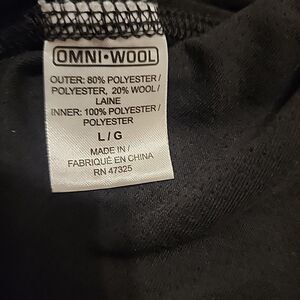 OMNI•WOOL
OUTER: 80% POLYESTER /
POLYESTER, 20% WOOL /
LAINE
INNER: 100% POLYESTER /
POLYESTER
L / G
MADE IN /
FABRIQUÉ EN CHINA
RN 47325